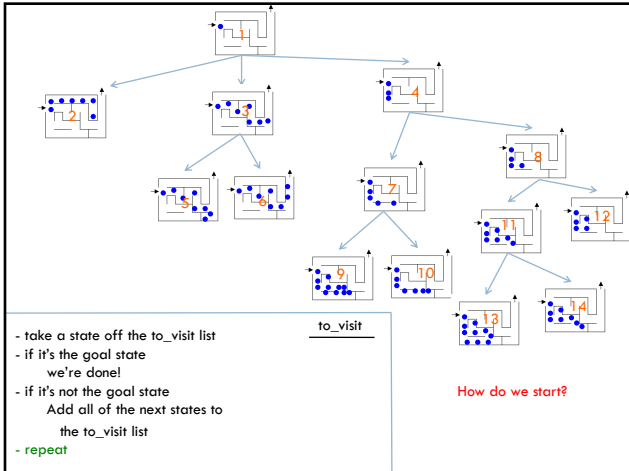 1
2
3
4
5
6
7
8
9
10
11
12
13
14
- take a state off the to_visit list
- if it's the goal state
we're done!
- if it's not the goal state
Add all of the next states to
the to_visit list
- repeat
to_visit
How do we start?